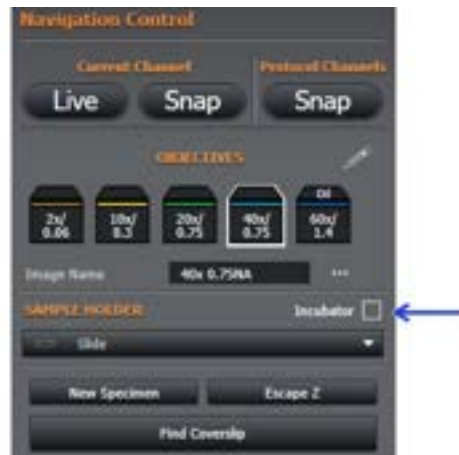 Navigation Control
Current Channel Protocol Channels
Live Snap Snap
OBJECTIVES
2x/ 10x/ 20x/ 40x/ Oil 60x/
0.06 0.3 0.75 0.75 1.4
Image Name 40x 0.75NA ...
SAMPLE HOLDER Incubator
Slide
New Specimen Escape Z
Find Coverslip